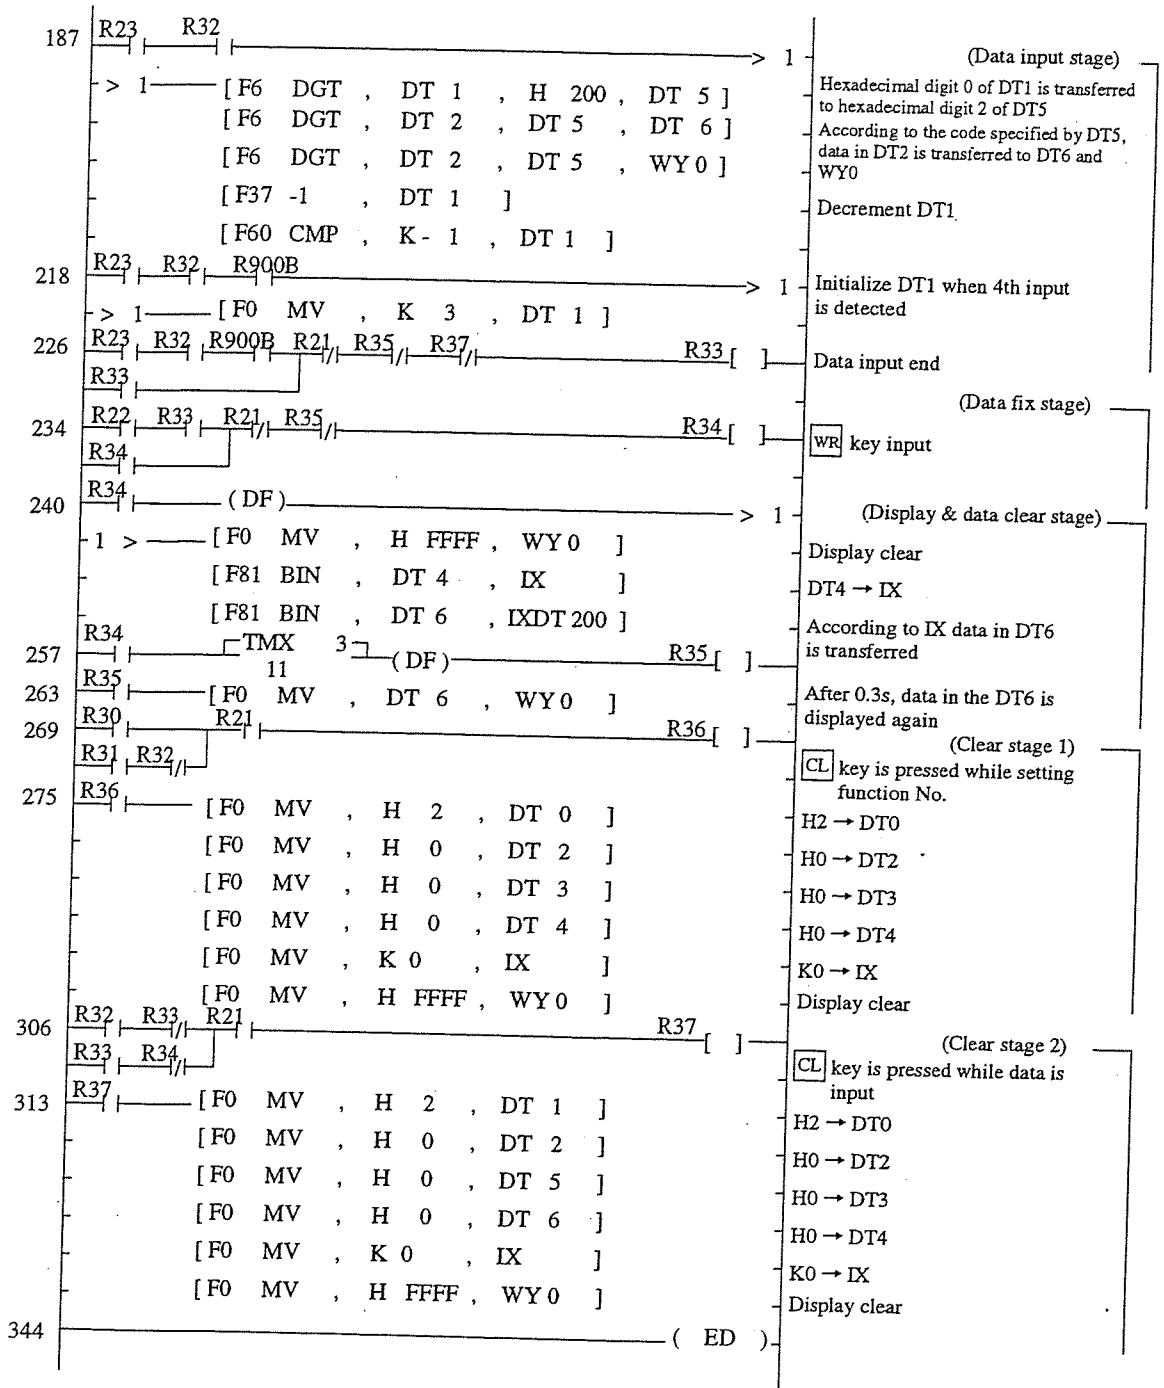 187 R23 R32 > 1 (Data input stage)
> 1 [ F6 DGT , DT 1 , H 200 , DT 5 ] Hexadecimal digit 0 of DT1 is transferred
to hexadecimal digit 2 of DT5
[ F6 DGT , DT 2 , DT 5 , DT 6 ] According to the code specified by DT5,
[ F6 DGT , DT 2 , DT 5 , WY 0 ] data in DT2 is transferred to DT6 and
WY0
[ F37 -1 , DT 1 ] Decrement DT1
[ F60 CMP , K - 1 , DT 1 ]
218 R23 R32 R900B > 1 Initialize DT1 when 4th input
is detected
> 1 [ F0 MV , K 3 , DT 1 ]
226 R23 R32 R900B R21 R35 R37 R33 [ ] Data input end
R33
(Data fix stage)
234 R22 R33 R21 R35 R34 [ ] WR key input
R34
240 R34 ( DF ) > 1 (Display & data clear stage)
1 > [ F0 MV , H FFFF , WY 0 ] Display clear
[ F81 BIN , DT 4 , IX ] DT4 → IX
[ F81 BIN , DT 6 , IXDT 200 ] According to IX data in DT6
is transferred
257 R34 TMX 3 ( DF ) R35 [ ]
11
263 R35 [ F0 MV , DT 6 , WY 0 ] After 0.3s, data in the DT6 is
displayed again
269 R30 R21 R36 [ ] (Clear stage 1)
R31 R32 CL key is pressed while setting
function No.
275 R36 [ F0 MV , H 2 , DT 0 ] H2 → DT0
[ F0 MV , H 0 , DT 2 ] H0 → DT2
[ F0 MV , H 0 , DT 3 ] H0 → DT3
[ F0 MV , H 0 , DT 4 ] H0 → DT4
[ F0 MV , K 0 , IX ] K0 → IX
[ F0 MV , H FFFF , WY 0 ] Display clear
306 R32 R33 R21 R37 [ ] (Clear stage 2)
R33 R34 CL key is pressed while data is
input
313 R37 [ F0 MV , H 2 , DT 1 ] H2 → DT0
[ F0 MV , H 0 , DT 2 ] H0 → DT2
[ F0 MV , H 0 , DT 5 ] H0 → DT3
[ F0 MV , H 0 , DT 6 ] H0 → DT4
[ F0 MV , K 0 , IX ] K0 → IX
[ F0 MV , H FFFF , WY 0 ] Display clear
344 ( ED )